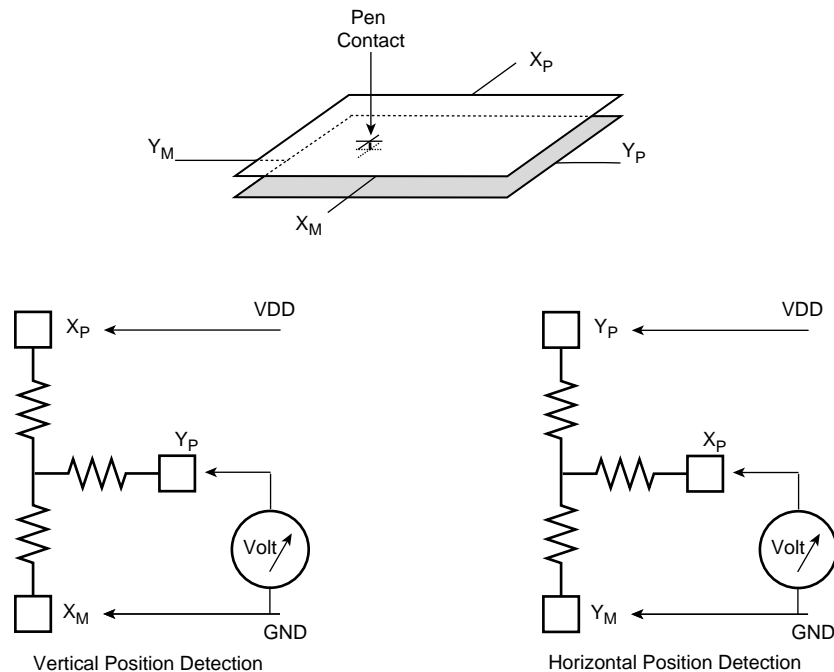 Pen
Contact
X_P
Y_M
Y_P
X_M
VDD
X_P
Y_P
Volt
X_M
GND
Vertical Position Detection
VDD
Y_P
X_P
Volt
Y_M
GND
Horizontal Position Detection